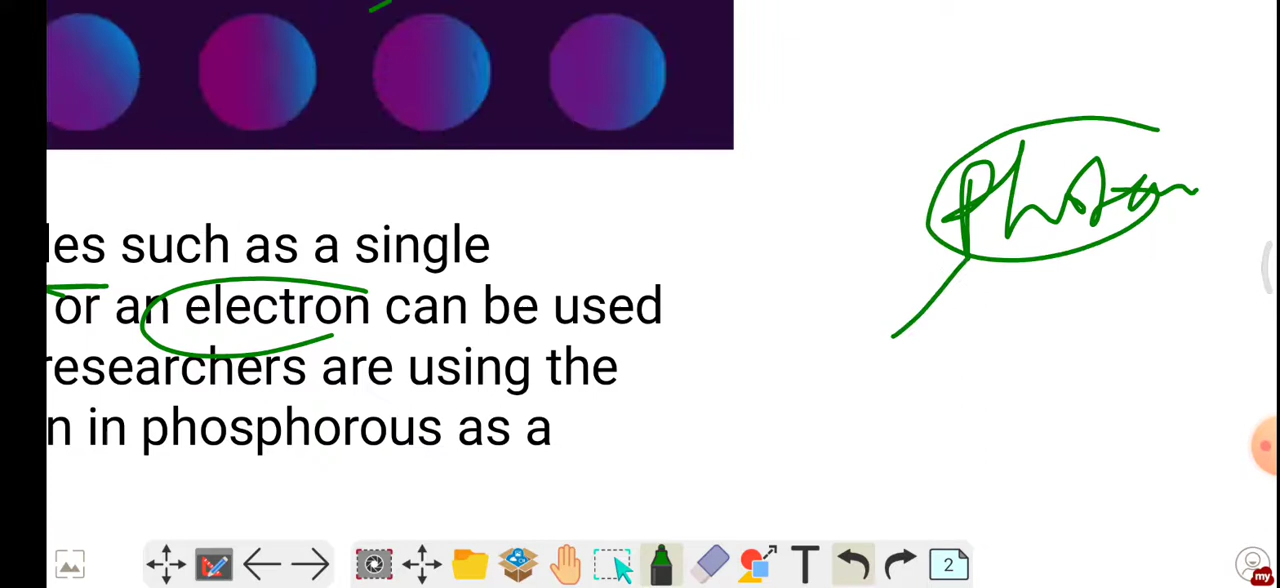 les such as a single
or an electron can be used
researchers are using the
n in phosphorous as a
Photon
T
2
my